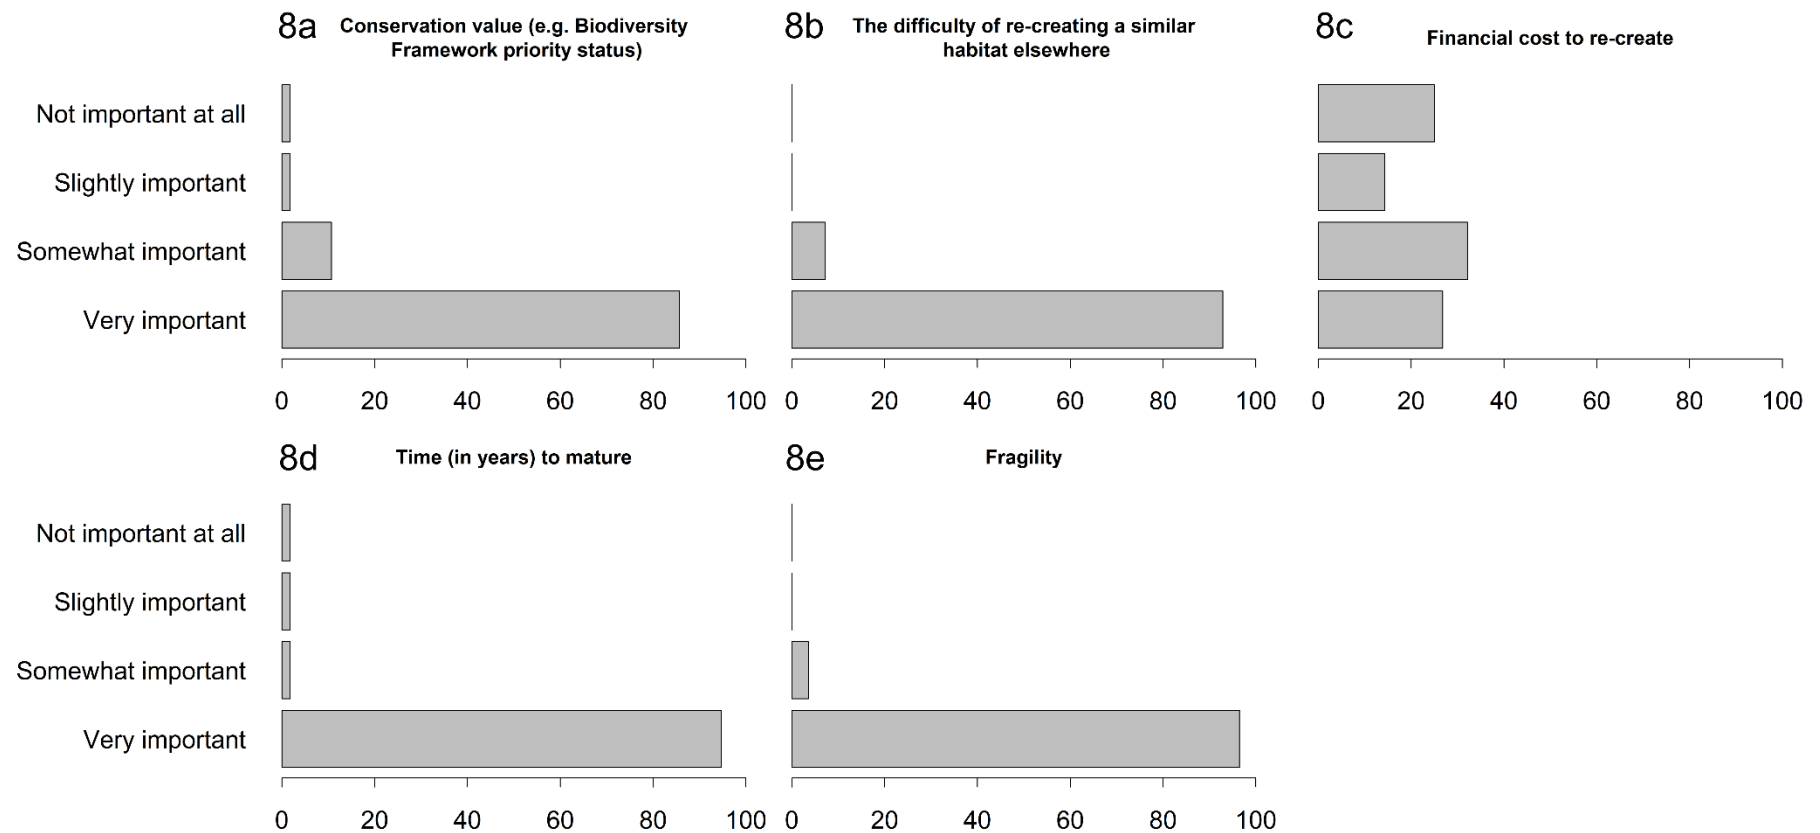 8a
Conservation value (e.g. Biodiversity
Framework priority status)
8b
The difficulty of re-creating a similar
habitat elsewhere
8c
Financial cost to re-create
Not important at all
Slightly important
Somewhat important
Very important
0 20 40 60 80 100
0 20 40 60 80 100
0 20 40 60 80 100
8d
Time (in years) to mature
8e
Fragility
Not important at all
Slightly important
Somewhat important
Very important
0 20 40 60 80 100
0 20 40 60 80 100